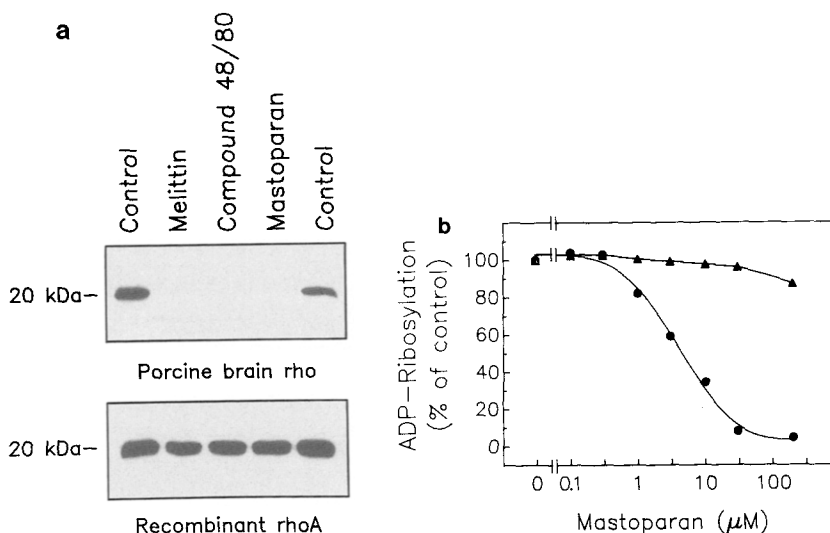 a
Control
Melittin
Compound 48/80
Mastoparan
Control
20 kDa–
Porcine brain rho
20 kDa–
Recombinant rhoA
b
ADP–Ribosylation
(% of control)
100
80
60
40
20
0
0 0.1 1 10 100
Mastoparan (μM)